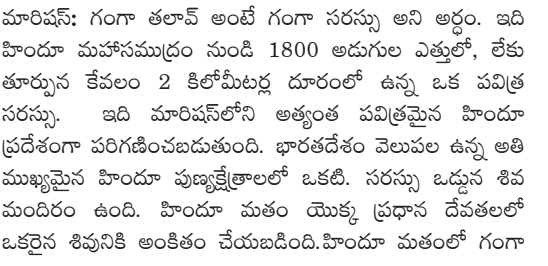 మారిషస్: గంగా తలావ్ అంటే గంగా సరస్సు అని అర్ధం. ఇది
హిందూ మహాసముద్రం నుండి 1800 అడుగుల ఎత్తులో, లేకు
తూర్పున కేవలం 2 కిలోమీటర్ల దూరంలో ఉన్న ఒక పవిత్ర
సరస్సు. ఇది మారిషస్‌లోని అత్యంత పవిత్రమైన హిందూ
ప్రదేశంగా పరిగణించబడుతుంది. భారతదేశం వెలుపల ఉన్న అతి
ముఖ్యమైన హిందూ పుణ్యక్షేత్రాలలో ఒకటి. సరస్సు ఒడ్డున శివ
మందిరం ఉంది. హిందూ మతం యొక్క ప్రధాన దేవతలలో
ఒకరైన శివునికి అంకితం చేయబడింది.హిందూ మతంలో గంగా